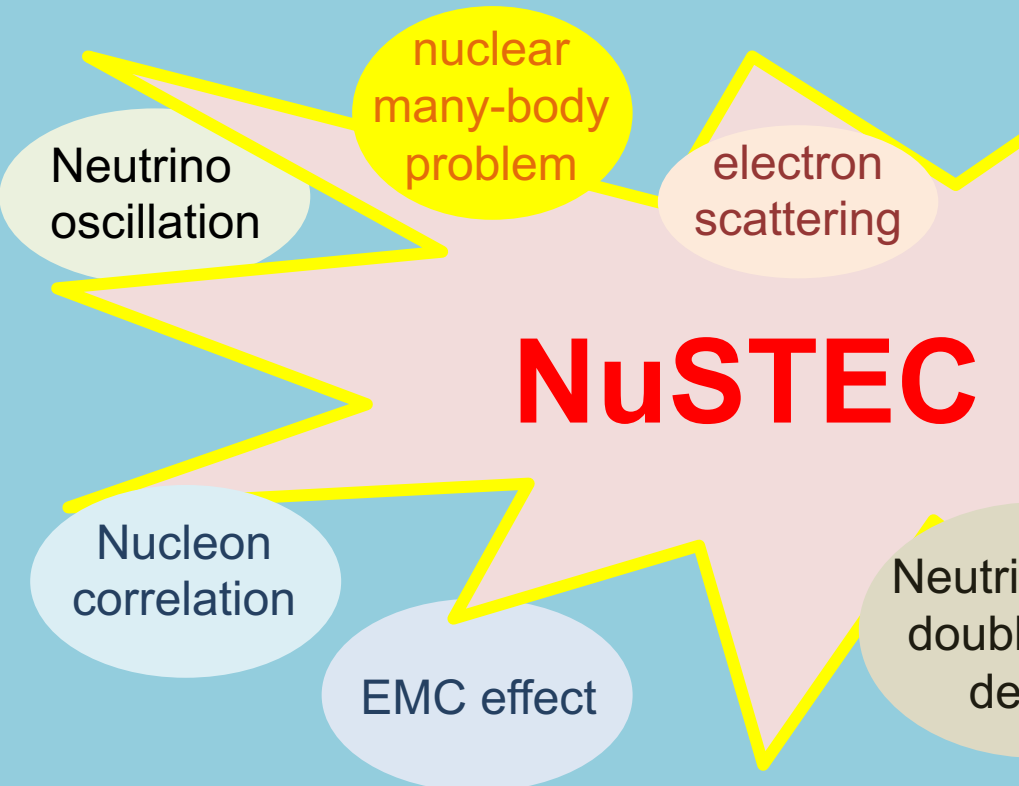 nuclear
many-body
problem
Neutrino
oscillation
electron
scattering
NuSTEC
Nucleon
correlation
EMC effect